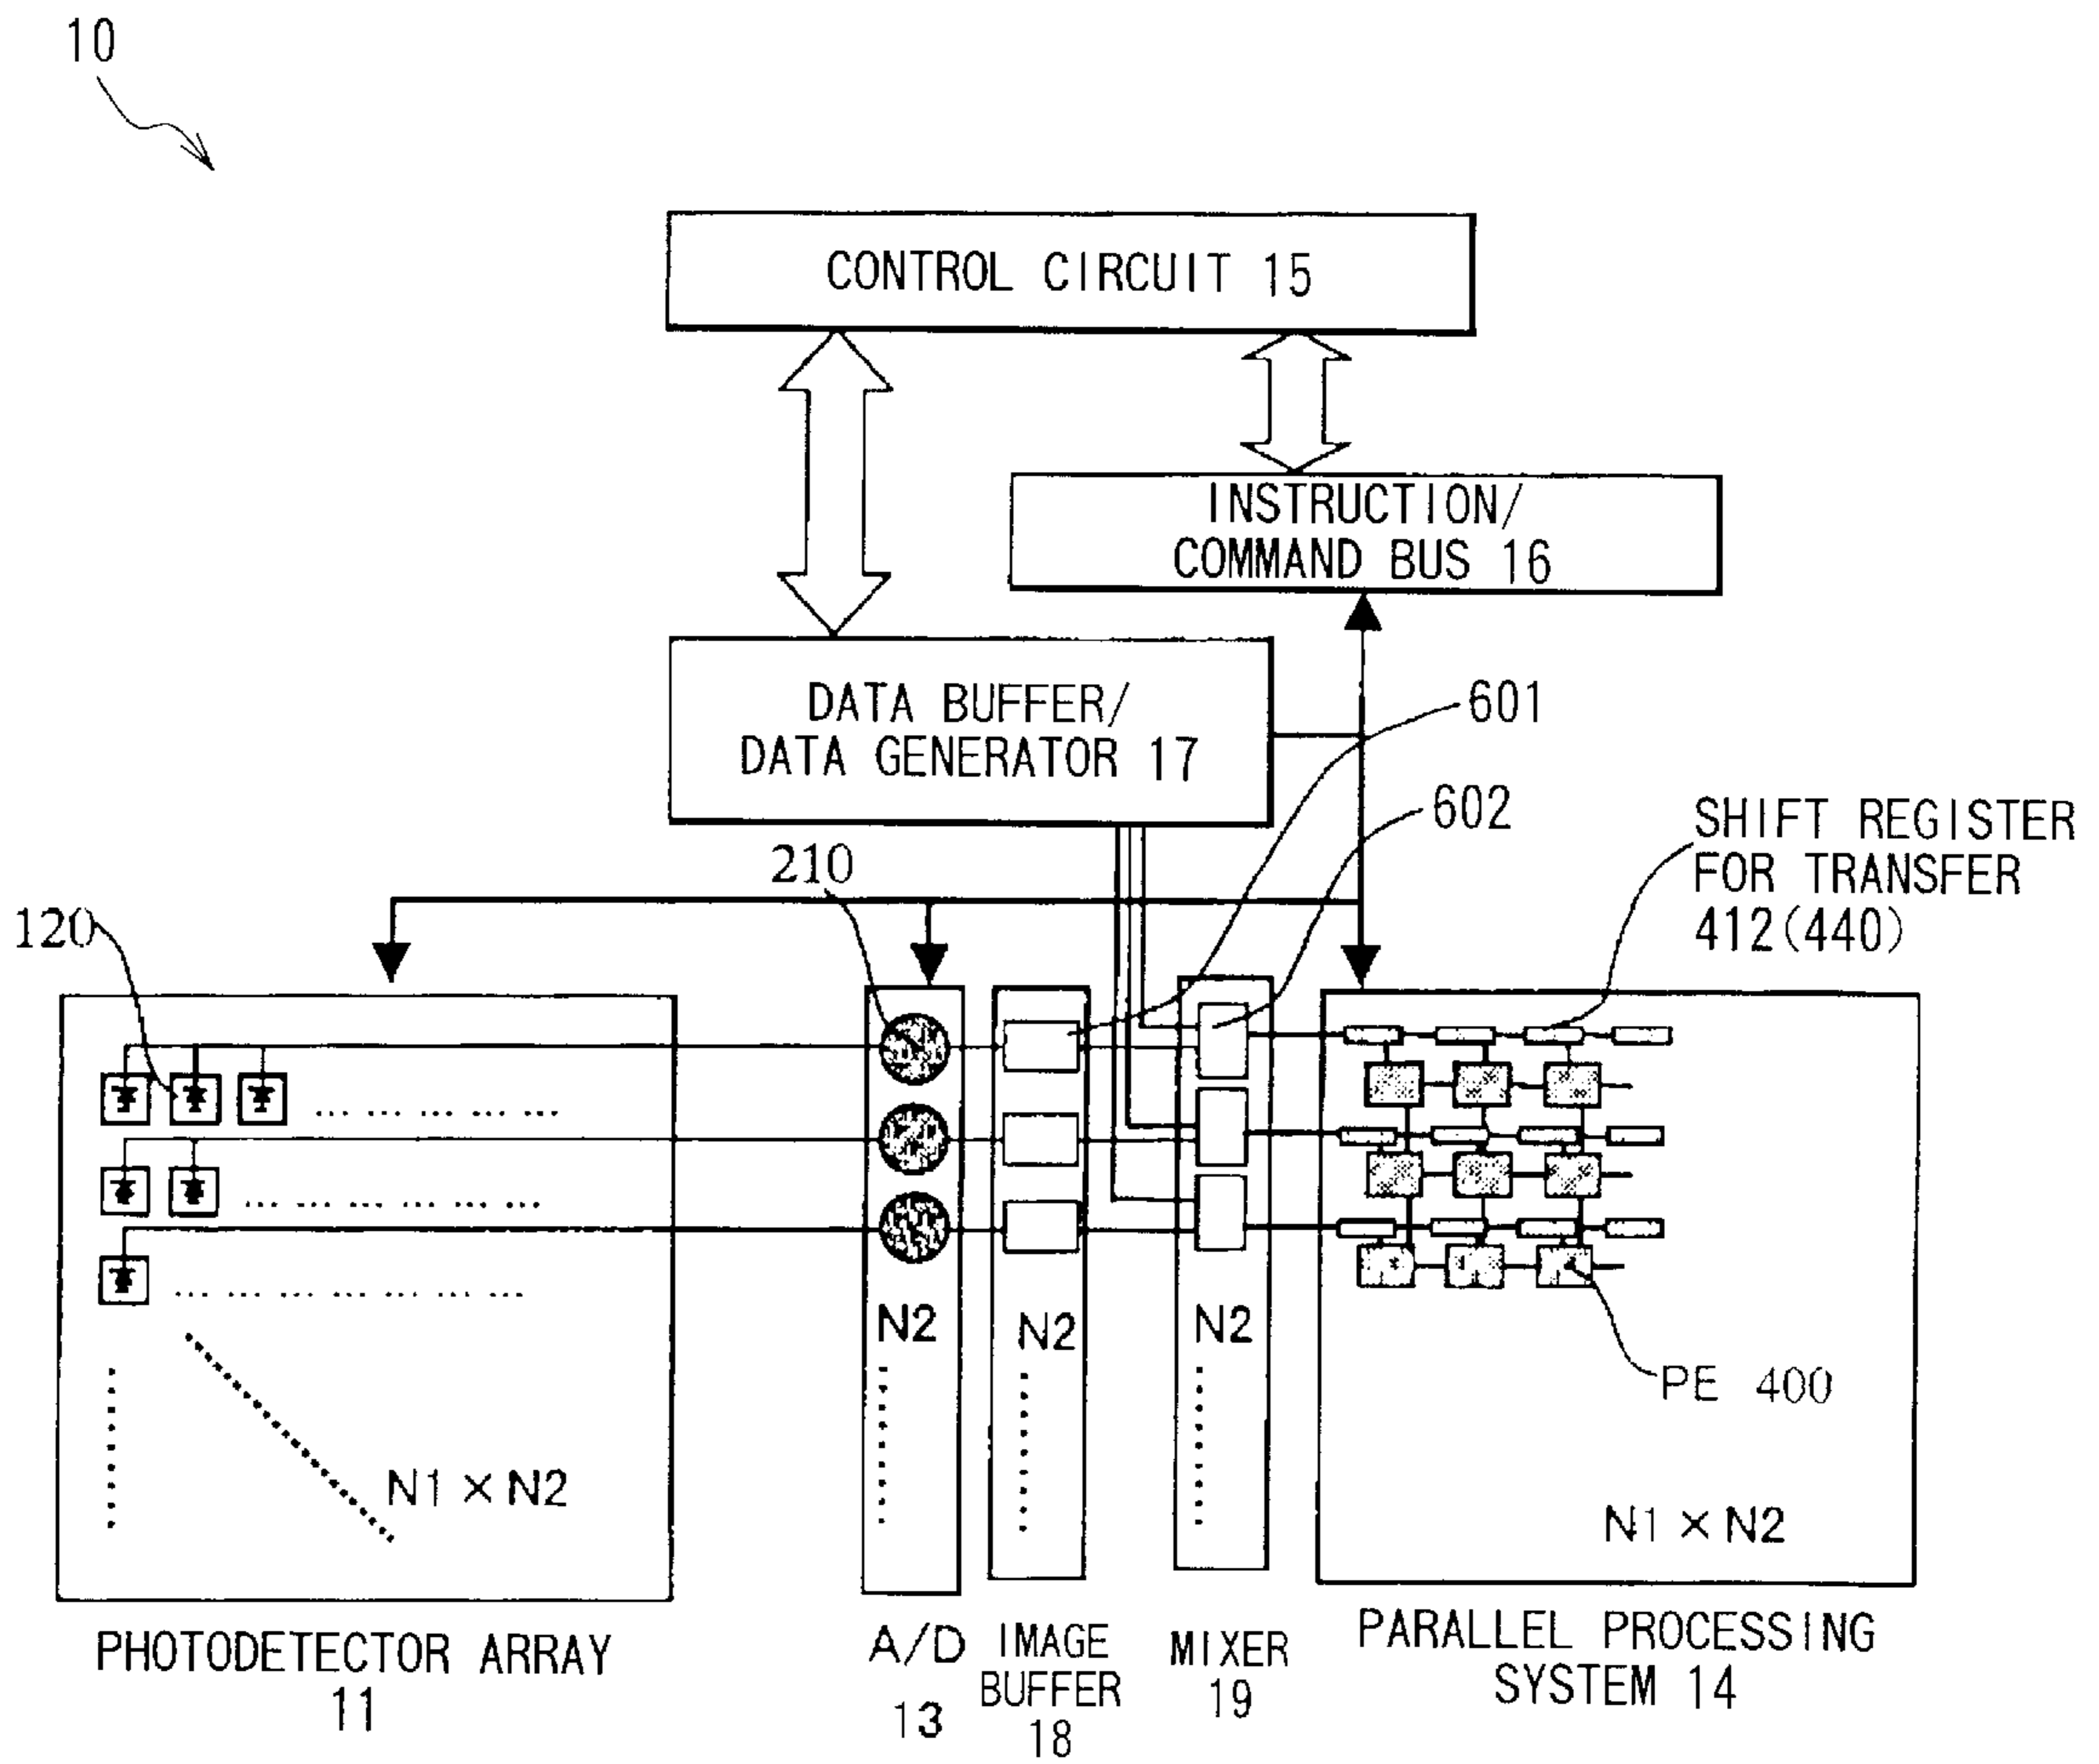 10
CONTROL CIRCUIT 15
INSTRUCTION/
COMMAND BUS 16
DATA BUFFER/
DATA GENERATOR 17
601
602
SHIFT REGISTER
FOR TRANSFER
412(440)
210
120
N2
N2
N2
PE 400
N1×N2
N1×N2
PHOTODETECTOR ARRAY
11
A/D
13
IMAGE
BUFFER
18
MIXER
19
PARALLEL PROCESSING
SYSTEM 14